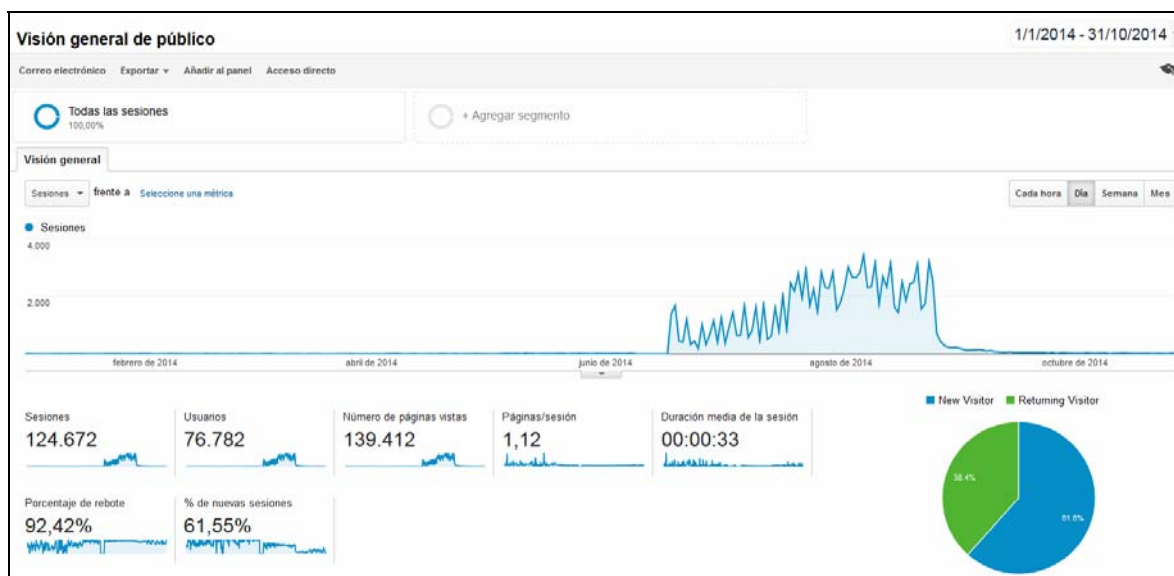 Visión general de público
1/1/2014 - 31/10/2014
Correo electrónico Exportar Añadir al panel Acceso directo
Todas las sesiones
100,00%
+ Agregar segmento
Visión general
Sesiones frente a Seleccione una métrica
Cada hora Día Semana Mes
Sesiones
4.000
2.000
febrero de 2014 abril de 2014 junio de 2014 agosto de 2014 octubre de 2014
New Visitor Returning Visitor
Sesiones
124.672
Usuarios
76.782
Número de páginas vistas
139.412
Páginas/sesión
1,12
Duración media de la sesión
00:00:33
Porcentaje de rebote
92,42%
% de nuevas sesiones
61,55%
38.4%
61.6%